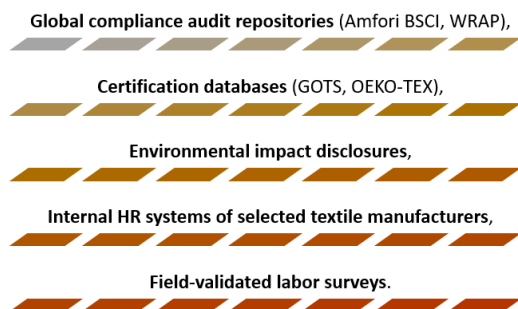 Global compliance audit repositories (Amfori BSCI, WRAP),
Certification databases (GOTS, OEKO-TEX),
Environmental impact disclosures,
Internal HR systems of selected textile manufacturers,
Field-validated labor surveys.